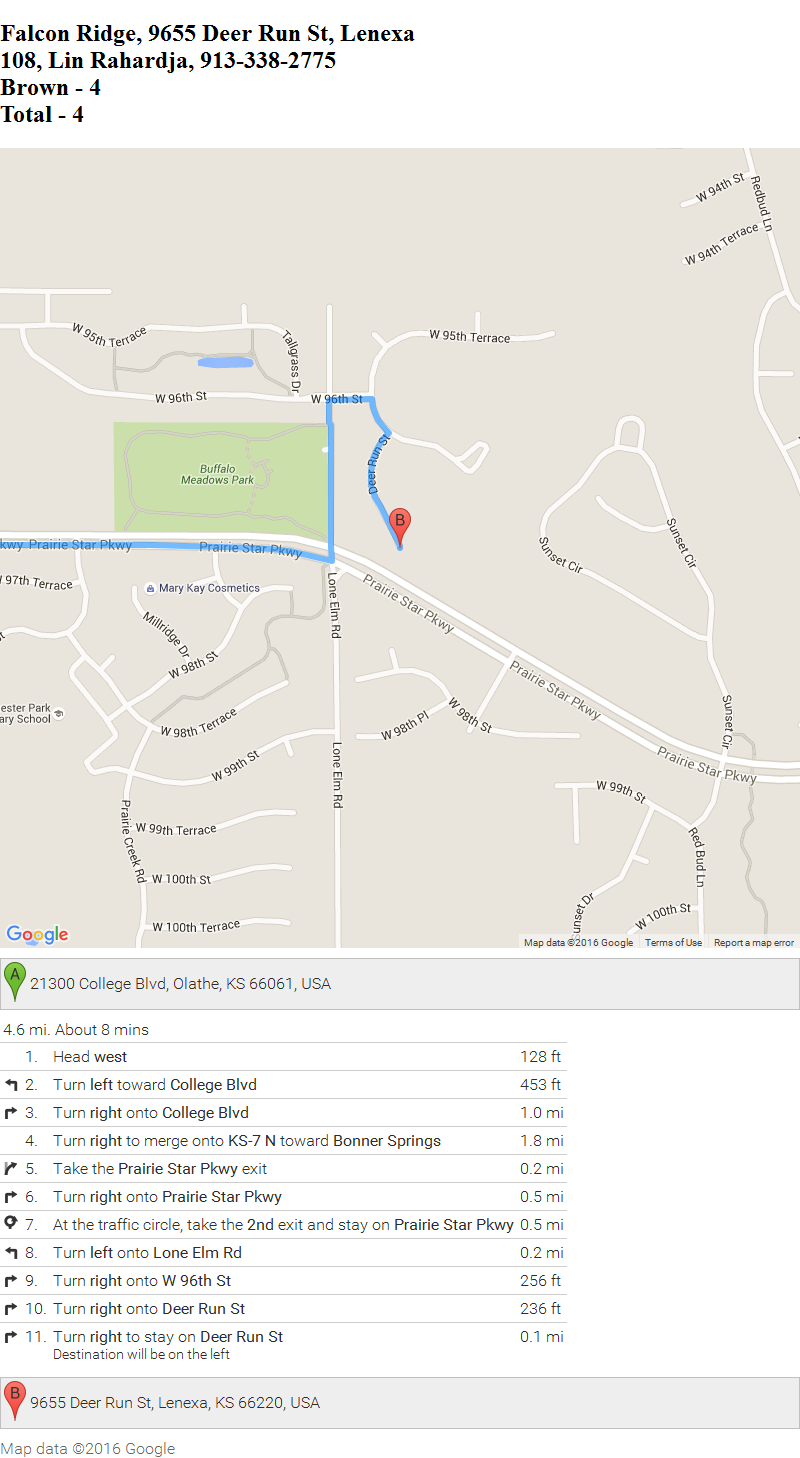 Falcon Ridge, 9655 Deer Run St, Lenexa
108, Lin Rahardja, 913-338-2775
Brown - 4
Total - 4
W 94th St
Redbud Ln
W 94th Terrace
W 95th Terrace
Tallgrass Dr
W 95th Terrace
W 96th St
W 96th St
Deer Run St
Buffalo
Meadows Park
B
Sunset Cir
Sunset Cir
kwy
Prairie Star Pkwy
Prairie Star Pkwy
97th Terrace
Mary Kay Cosmetics
Lone Elm Rd
Prairie Star Pkwy
Millridge Dr
W 98th St
Prairie Star Pkwy
ester Park
ary School
W 98th Terrace
W 98th Pl
W 98th St
Sunset Cir
Prairie Star Pkwy
W 99th St
Lone Elm Rd
W 99th St
Prairie Creek Rd
W 99th Terrace
Red Bud Ln
W 100th St
unset Dr
W 100th St
W 100th Terrace
Google
Map data ©2016 Google
Terms of Use
Report a map error
A
21300 College Blvd, Olathe, KS 66061, USA
4.6 mi. About 8 mins
1. Head west 128 ft
2. Turn left toward College Blvd 453 ft
3. Turn right onto College Blvd 1.0 mi
4. Turn right to merge onto KS-7 N toward Bonner Springs 1.8 mi
5. Take the Prairie Star Pkwy exit 0.2 mi
6. Turn right onto Prairie Star Pkwy 0.5 mi
7. At the traffic circle, take the 2nd exit and stay on Prairie Star Pkwy 0.5 mi
8. Turn left onto Lone Elm Rd 0.2 mi
9. Turn right onto W 96th St 256 ft
10. Turn right onto Deer Run St 236 ft
11. Turn right to stay on Deer Run St 0.1 mi
Destination will be on the left
B
9655 Deer Run St, Lenexa, KS 66220, USA
Map data ©2016 Google